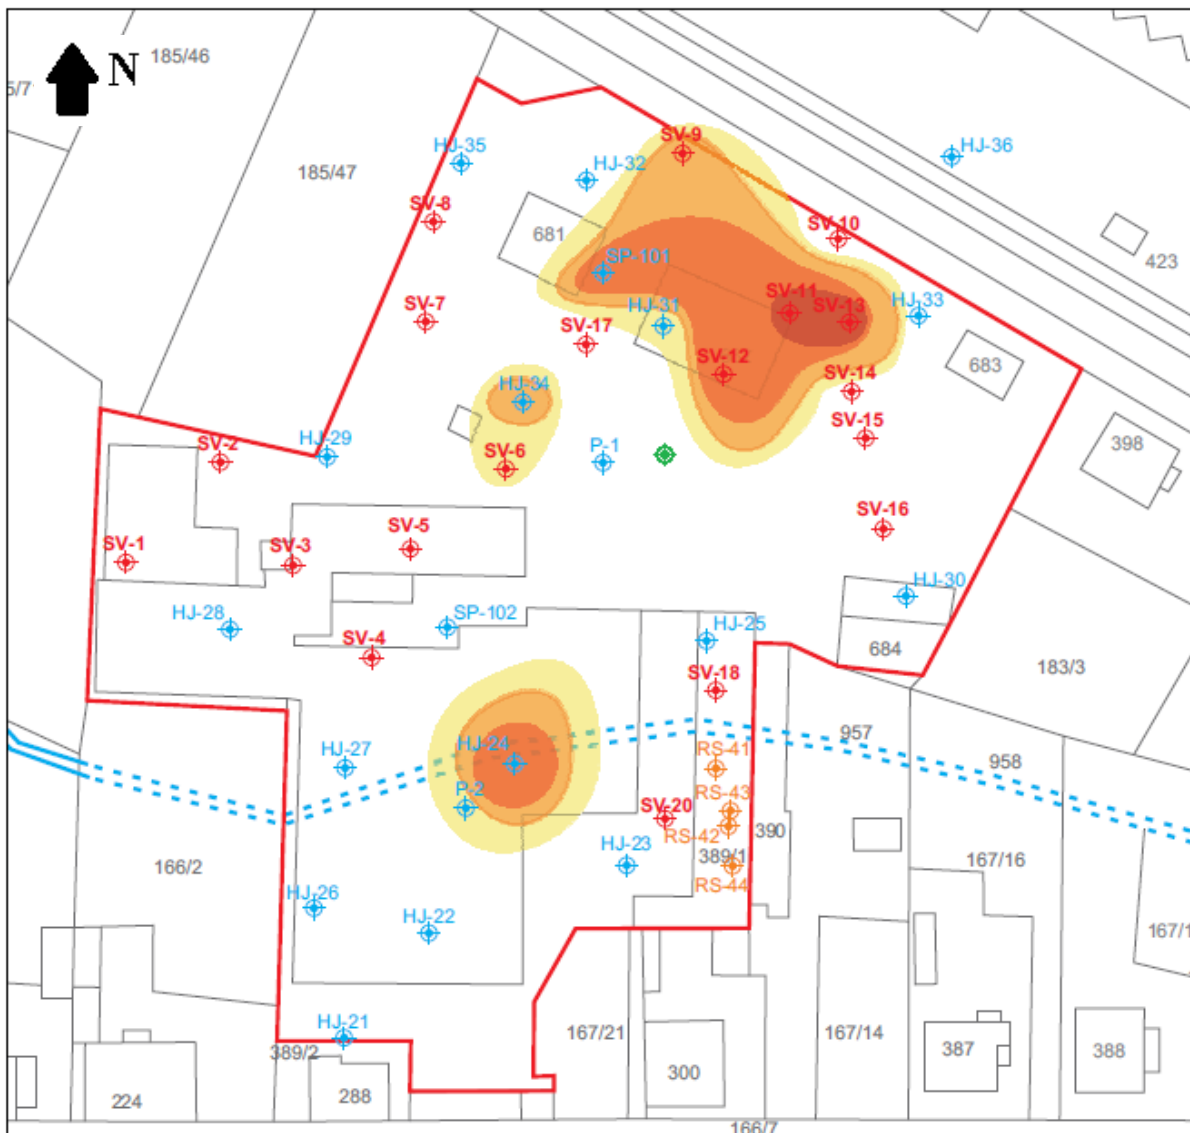 185/46
N
5/7
SV-9
HJ-35
HJ-32
HJ-36
185/47
SV-8
SV-10
681
SP-101
423
SV-11
HJ-31
SV-13
HJ-33
SV-7
SV-17
SV-12
683
SV-14
HJ-34
SV-15
SV-2
HJ-29
SV-6
P-1
398
SV-16
SV-5
SV-1
SV-3
HJ-30
HJ-28
SP-102
HJ-25
SV-4
684
183/3
SV-18
957
HJ-24
RS-41
958
HJ-27
P-2
RS-43
SV-20
RS-42
390
389/1
HJ-23
167/16
166/2
RS-44
HJ-26
HJ-22
167/1
HJ-21
167/21
167/14
389/2
387
388
300
288
224
166/7